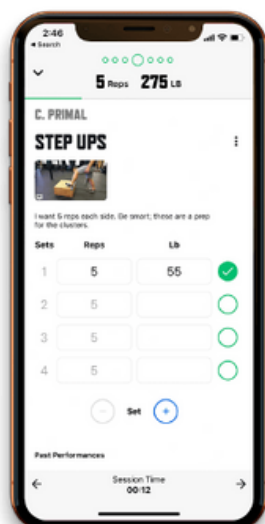 2:46
Search
5 Reps 275 LB
C. PRIMAL
STEP UPS
I want 5 reps each side. Be smart; these are a prep
for the clusters.
Sets Reps Lb
1 5 55
2 5
3 5
4 5
Set
Past Performances
Session Time
00:12